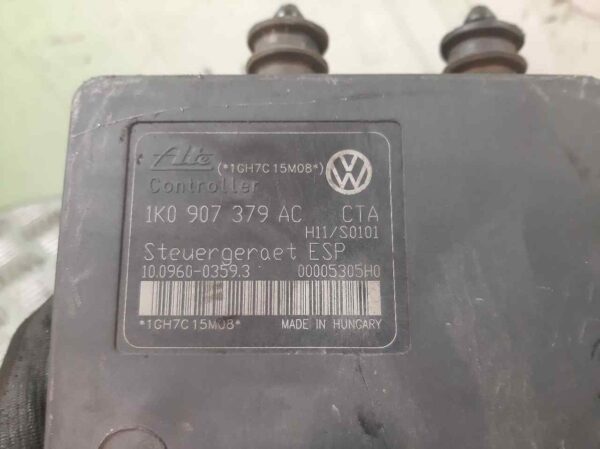 Ate (*1GH7C15M08*)
Controller
1K0 907 379 AC CTA
H11/S0101
Steuergeraet ESP
10.0960-0359.3 00005305H0
*1GH7C15M08* MADE IN HUNGARY